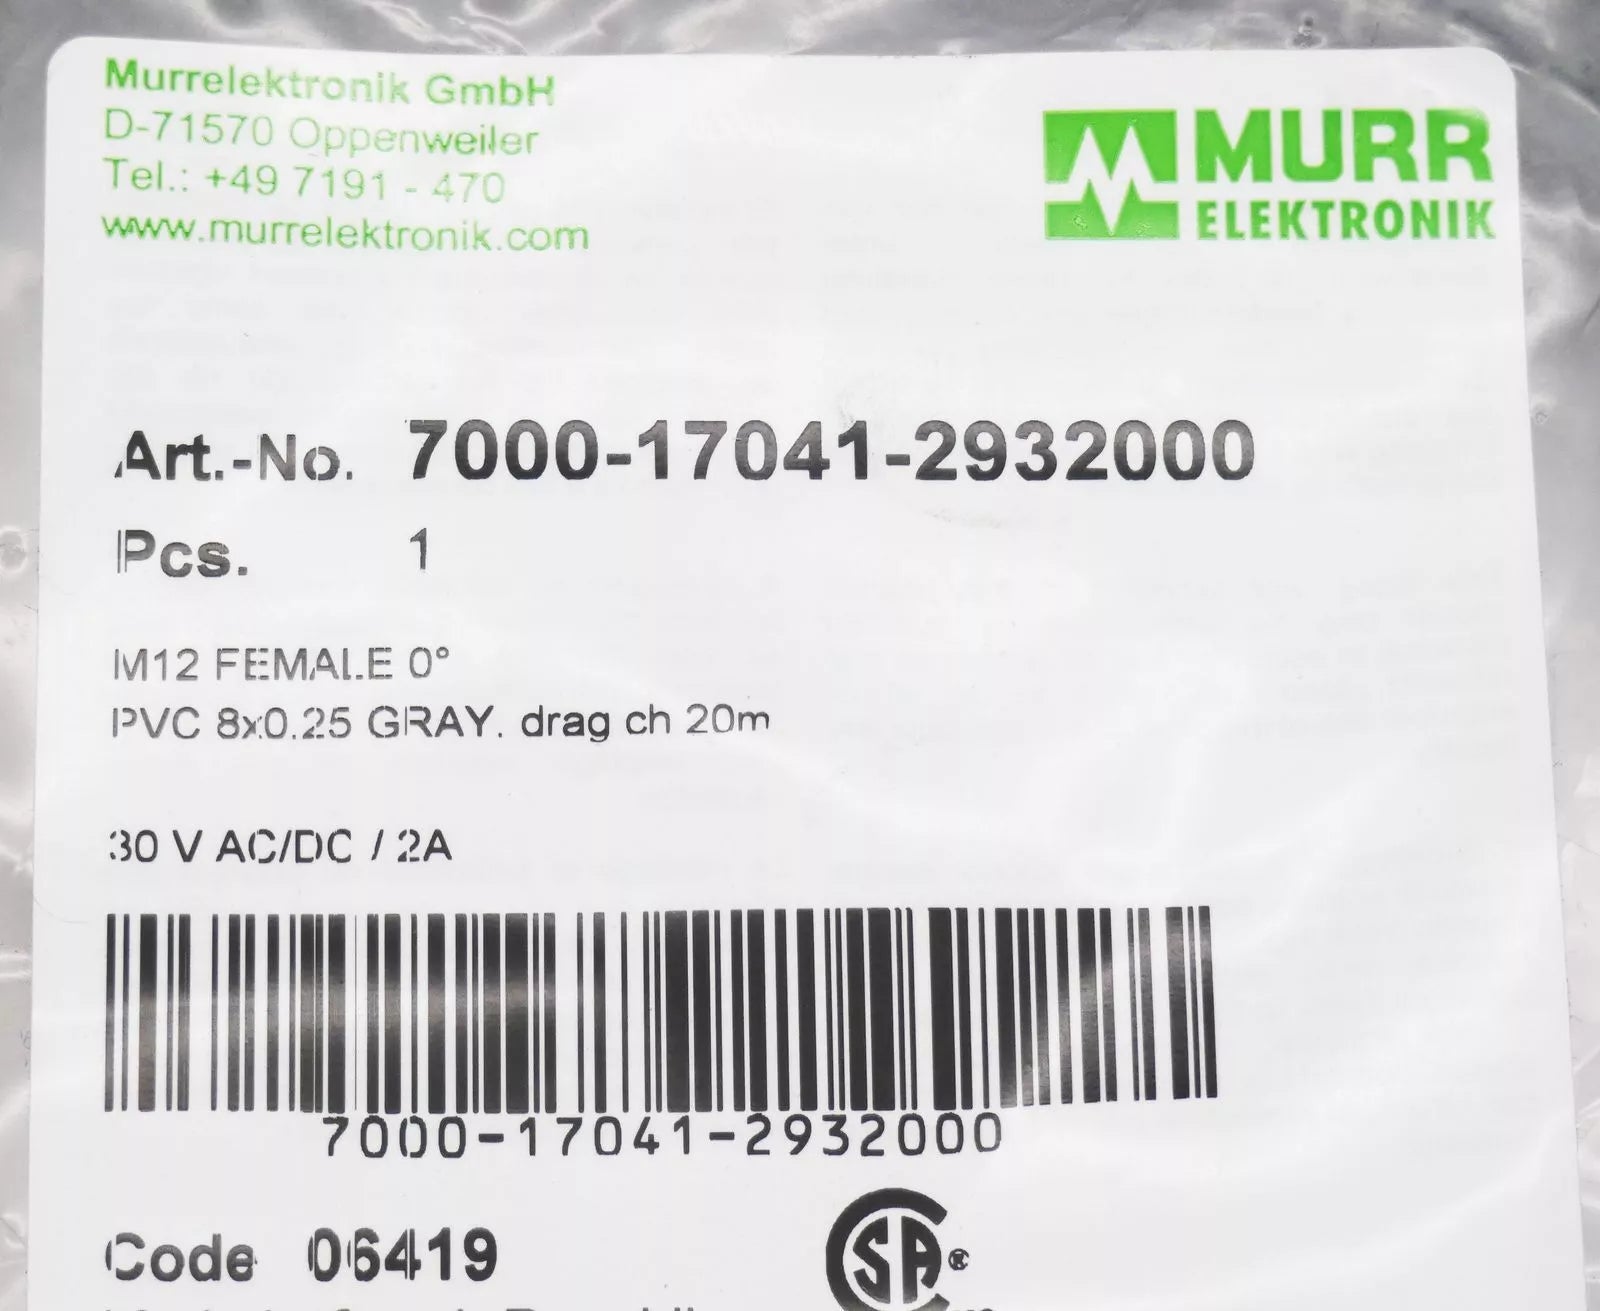 Murrelektronik GmbH
D-71570 Oppenweiler
Tel.: +49 7191 - 470
www.murrelektronik.com
MURR
ELEKTRONIK
Art.-No. 7000-17041-2932000
Pcs. 1
M12 FEMALE 0°
PVC 8x0.25 GRAY. drag ch 20m
30 V AC/DC / 2A
7000-17041-2932000
Code 06419
SA ®